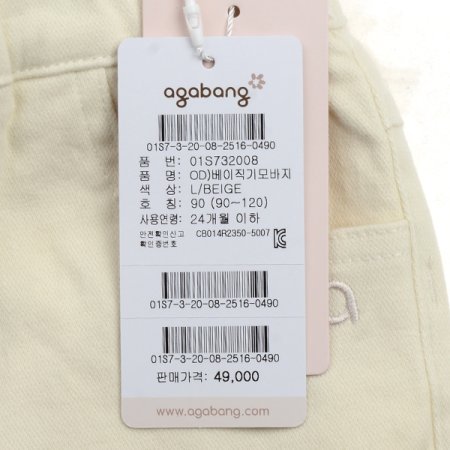 agabang
01S7-3-20-08-2516-0490
품 번: 01S732008
품 명: OD)베이직기모바지
색 상: L/BEIGE
호 칭: 90 (90~120)
사용연령: 24개월 이하
안전확인신고
확인증번호 CB014R2350-5007
01S7-3-20-08-2516-0490
01S7-3-20-08-2516-0490
판매가격: 49,000
www.agabang.com
a